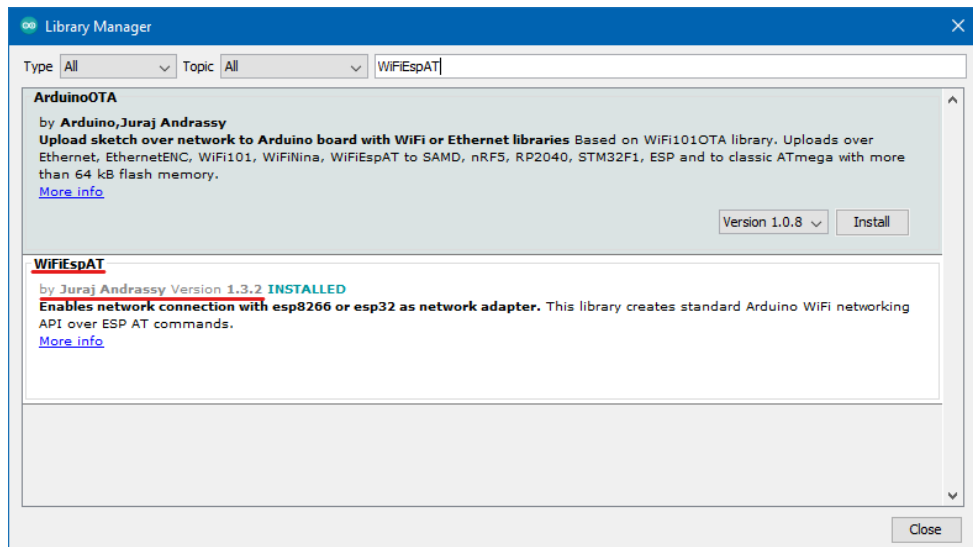 Library Manager
Type All Topic All WiFiEspAT
ArduinoOTA
by Arduino,Juraj Andrassy
Upload sketch over network to Arduino board with WiFi or Ethernet libraries Based on WiFi101OTA library. Uploads over
Ethernet, EthernetENC, WiFi101, WiFiNina, WiFiEspAT to SAMD, nRF5, RP2040, STM32F1, ESP and to classic ATmega with more
than 64 kB flash memory.
More info
Version 1.0.8 Install
WiFiEspAT
by Juraj Andrassy Version 1.3.2 INSTALLED
Enables network connection with esp8266 or esp32 as network adapter. This library creates standard Arduino WiFi networking
API over ESP AT commands.
More info
Close